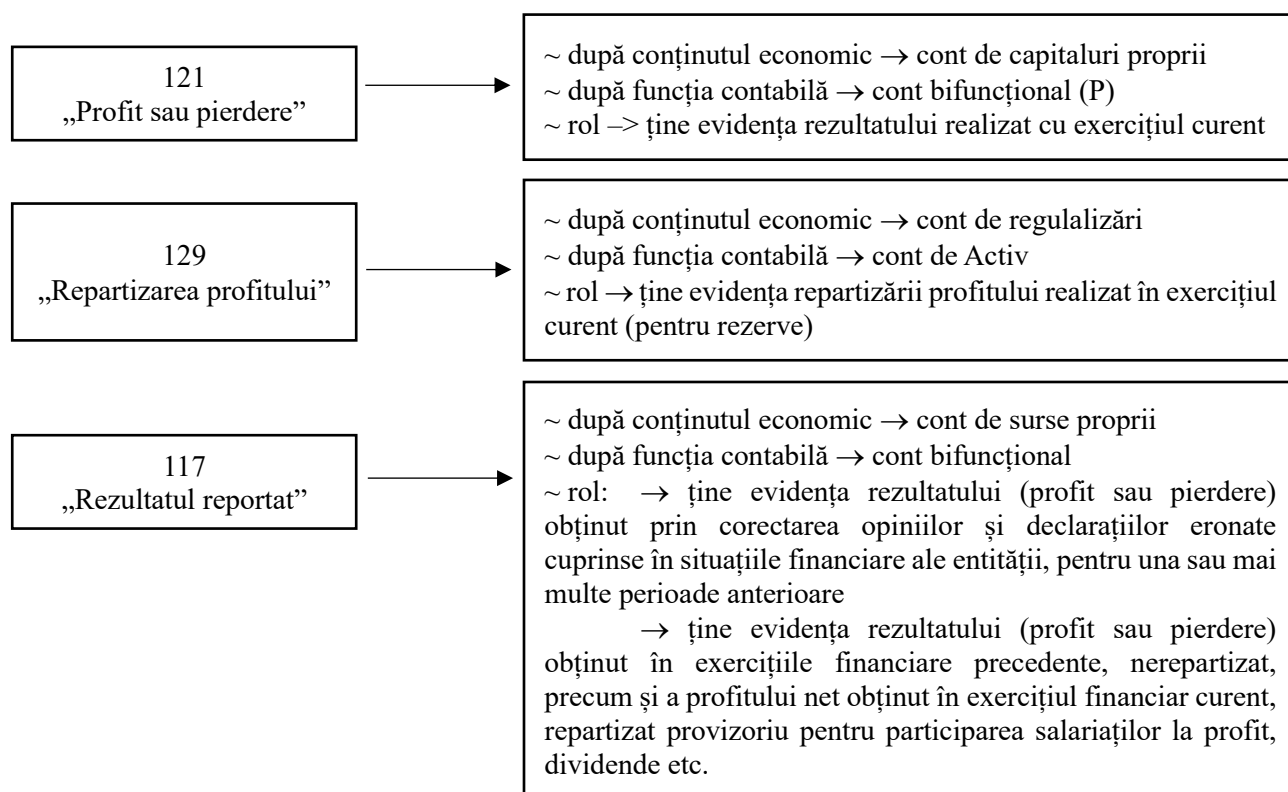 121
„Profit sau pierdere”
~ după conținutul economic → cont de capitaluri proprii
~ după funcția contabilă → cont bifuncțional (P)
~ rol –> ține evidența rezultatului realizat cu exercițiul curent
129
„Repartizarea profitului”
~ după conținutul economic → cont de regulalizări
~ după funcția contabilă → cont de Activ
~ rol → ține evidența repartizării profitului realizat în exercițiul
curent (pentru rezerve)
117
„Rezultatul reportat”
~ după conținutul economic → cont de surse proprii
~ după funcția contabilă → cont bifuncțional
~ rol: → ține evidența rezultatului (profit sau pierdere)
obținut prin corectarea opiniilor și declarațiilor eronate
cuprinse în situațiile financiare ale entității, pentru una sau mai
multe perioade anterioare
→ ține evidența rezultatului (profit sau pierdere)
obținut în exercițiile financiare precedente, nerepartizat,
precum și a profitului net obținut în exercițiul financiar curent,
repartizat provizoriu pentru participarea salariaților la profit,
dividende etc.